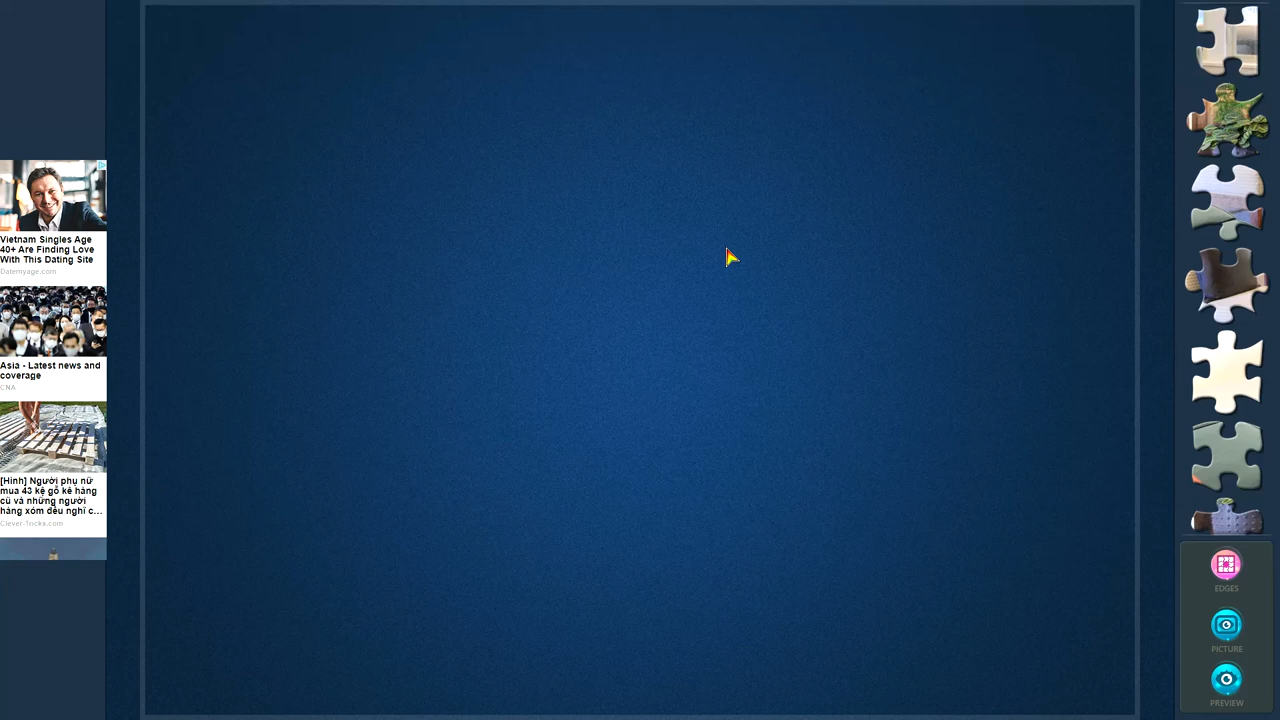 Vietnam Singles Age
40+ Are Finding Love
With This Dating Site
Datemyage.com
Asia - Latest news and
coverage
CNA
[Hình] Người phụ nữ
mua 43 kệ gỗ kê hàng
cũ và những người
hàng xóm đều nghĩ c...
Clever-Tricks.com
EDGES
PICTURE
PREVIEW